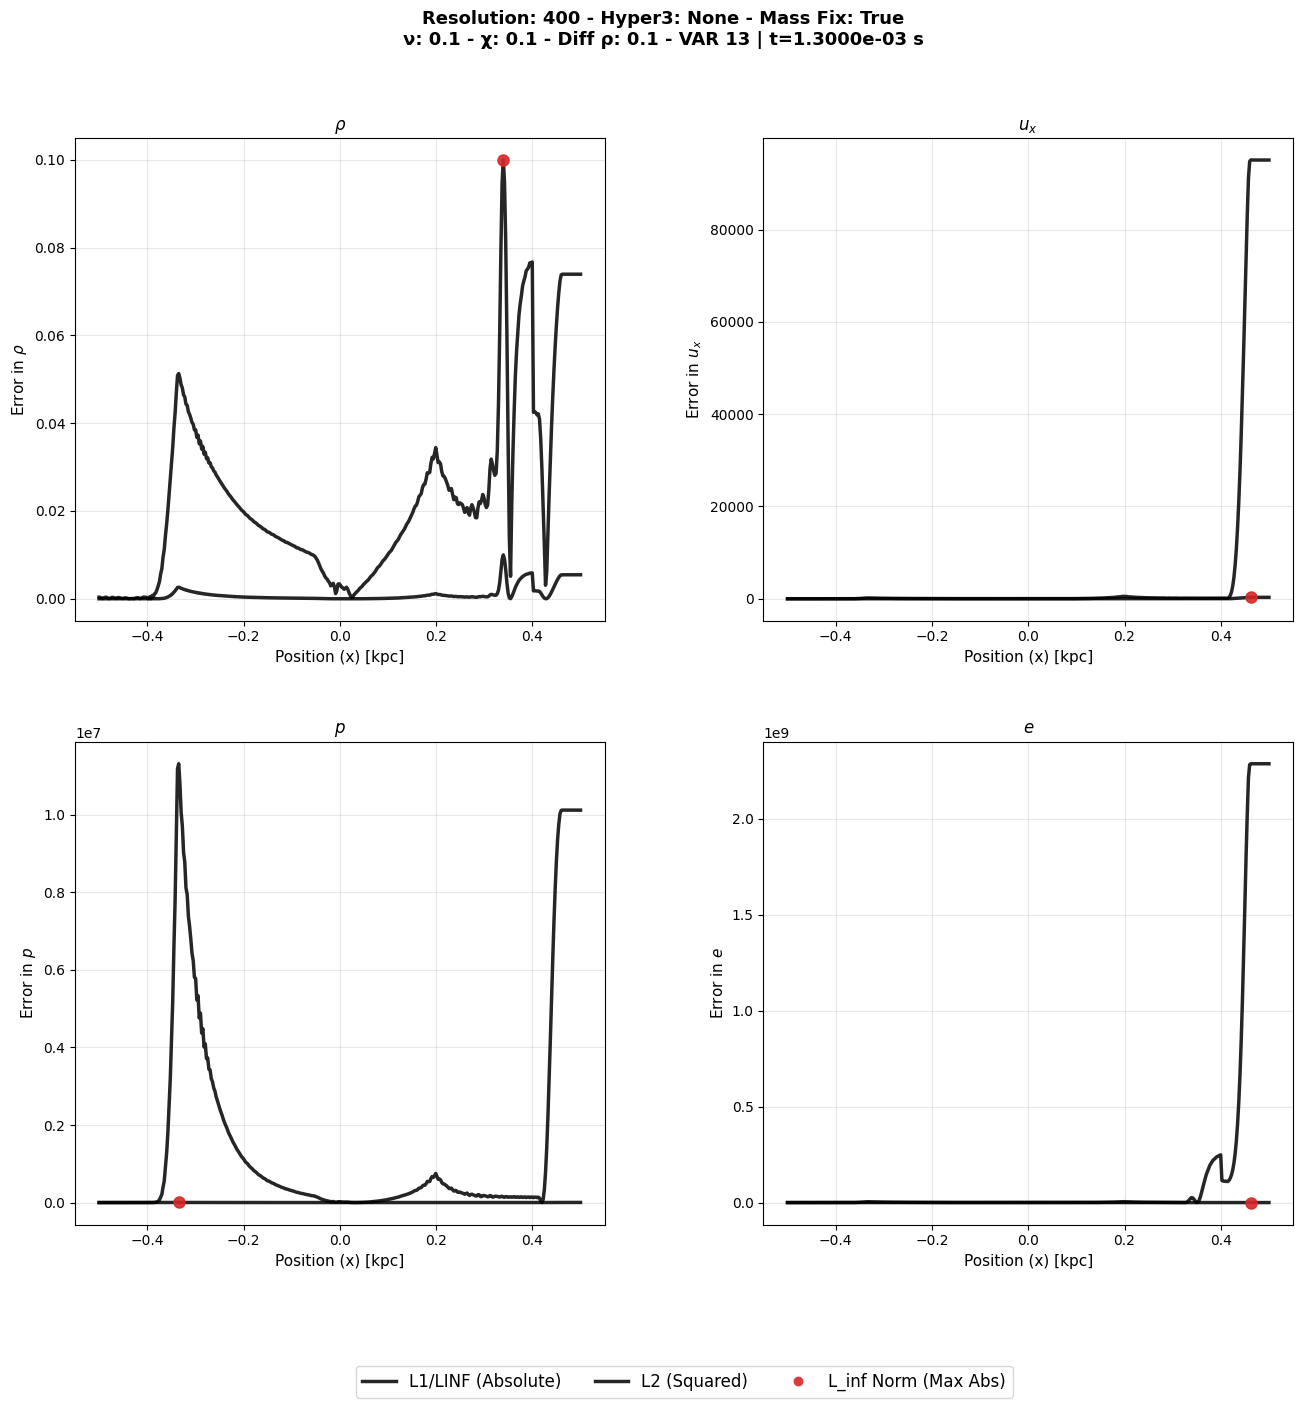 Resolution: 400 - Hyper3: None - Mass Fix: True
ν: 0.1 - χ: 0.1 - Diff ρ: 0.1 - VAR 13 | t=1.3000e-03 s
ρ
0.10
0.08
0.06
0.04
0.02
0.00
Error in ρ
−0.4 −0.2 0.0 0.2 0.4
Position (x) [kpc]
u_x
80000
60000
40000
20000
0
Error in u_x
−0.4 −0.2 0.0 0.2 0.4
Position (x) [kpc]
p
1e7
1.0
0.8
0.6
0.4
0.2
0.0
Error in p
−0.4 −0.2 0.0 0.2 0.4
Position (x) [kpc]
e
1e9
2.0
1.5
1.0
0.5
0.0
Error in e
−0.4 −0.2 0.0 0.2 0.4
Position (x) [kpc]
L1/LINF (Absolute) L2 (Squared) L_inf Norm (Max Abs)